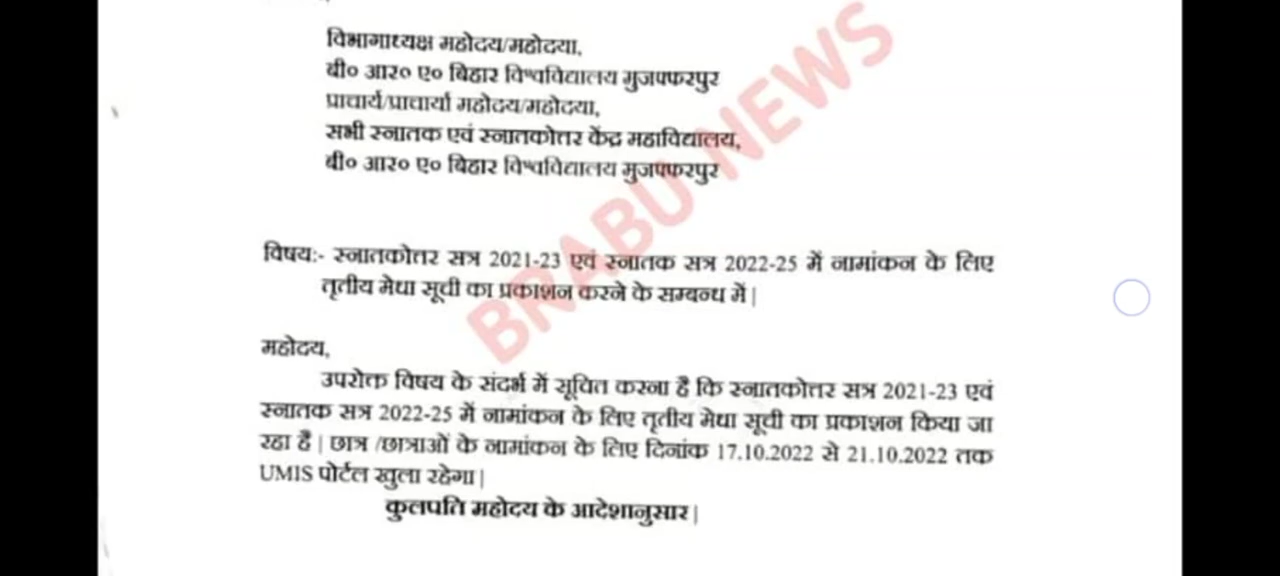 विभागाध्यक्ष महोदय/महोदया,
बी० आर० ए० बिहार विश्वविद्यालय मुजफ्फरपुर
प्राचार्य/प्राचार्या महोदय/महोदया,
सभी स्नातक एवं स्नातकोत्तर केंद्र महाविद्यालय,
बी० आर० ए० बिहार विश्वविद्यालय मुजफ्फरपुर
विषय:- स्नातकोत्तर सत्र 2021-23 एवं स्नातक सत्र 2022-25 में नामांकन के लिए
तृतीय मेधा सूची का प्रकाशन करने के सम्बन्ध में|
महोदय,
उपरोक्त विषय के संदर्भ में सूचित करना है कि स्नातकोत्तर सत्र 2021-23 एवं
स्नातक सत्र 2022-25 में नामांकन के लिए तृतीय मेधा सूची का प्रकाशन किया जा
रहा है| छात्र /छात्राओं के नामांकन के लिए दिनांक 17.10.2022 से 21.10.2022 तक
UMIS पोर्टल खुला रहेगा|
कुलपति महोदय के आदेशानुसार|
BRABU NEWS